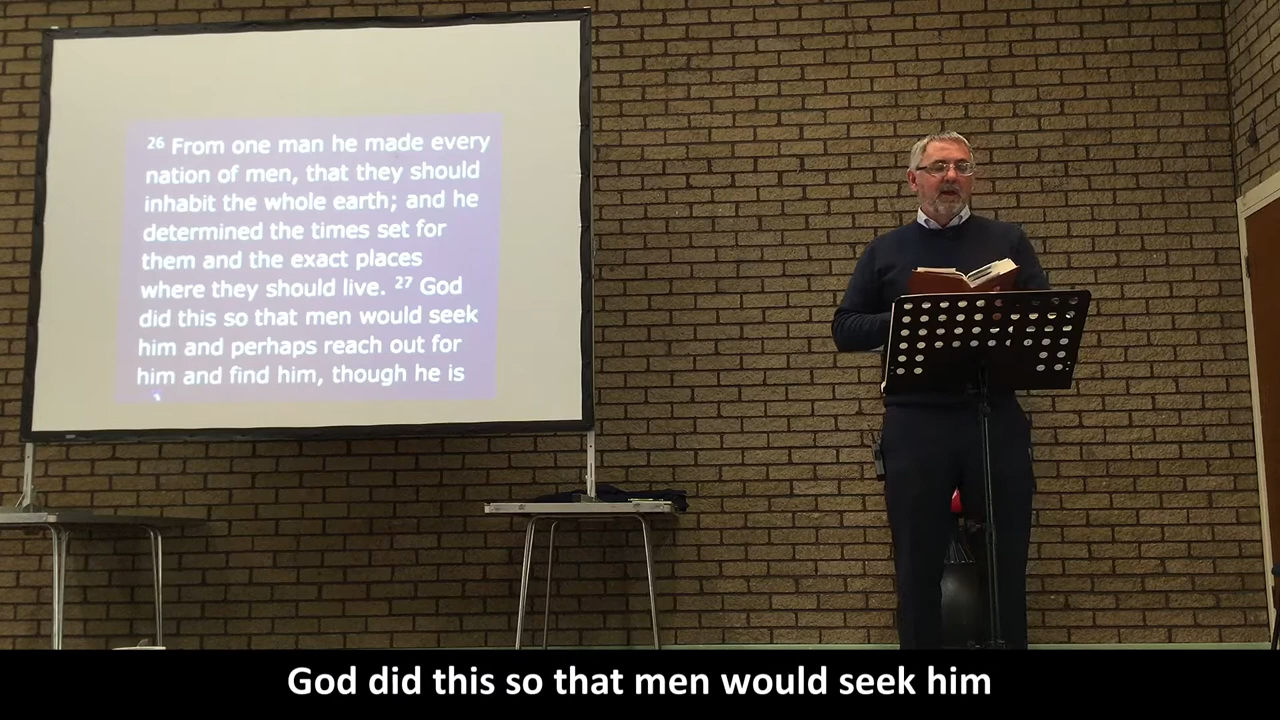 26 From one man he made every
nation of men, that they should
inhabit the whole earth; and he
determined the times set for
them and the exact places
where they should live. 27 God
did this so that men would seek
him and perhaps reach out for
him and find him, though he is
God did this so that men would seek him